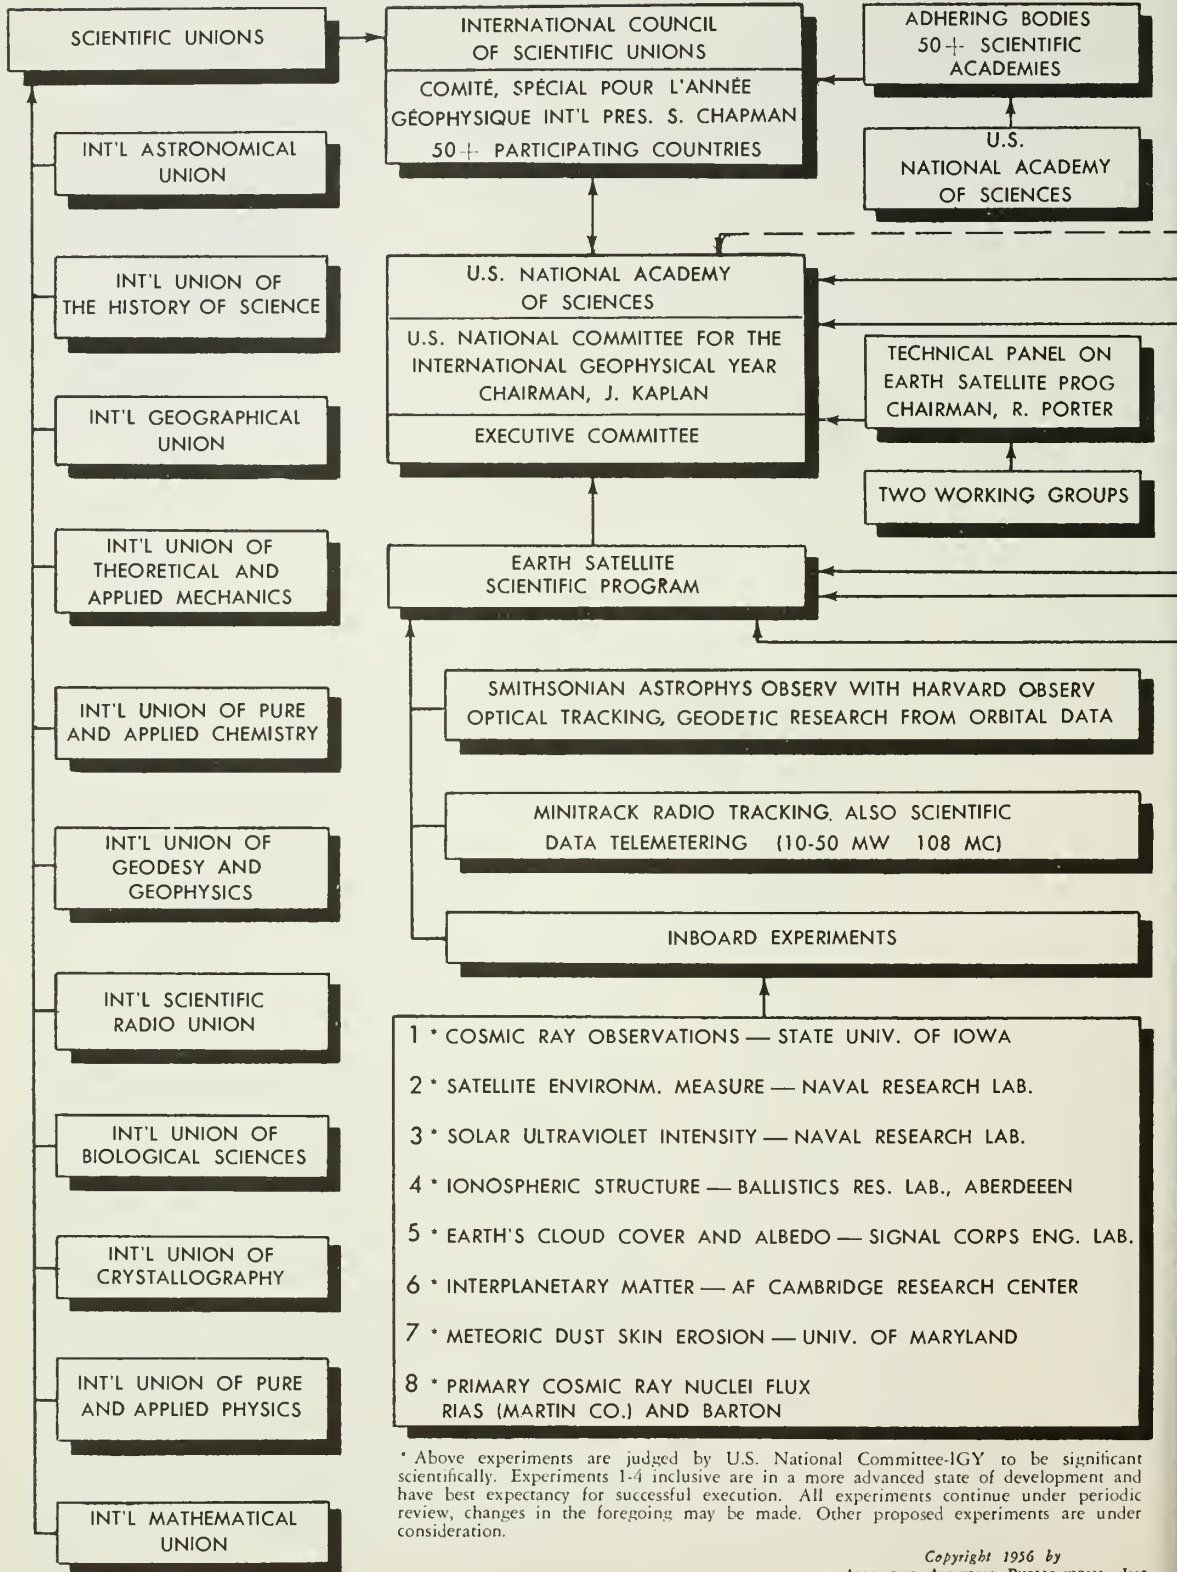 SCIENTIFIC UNIONS
INT'L ASTRONOMICAL
UNION
INT'L UNION OF
THE HISTORY OF SCIENCE
INT'L GEOGRAPHICAL
UNION
INT'L UNION OF
THEORETICAL AND
APPLIED MECHANICS
INT'L UNION OF PURE
AND APPLIED CHEMISTRY
INT'L UNION OF
GEODESY AND
GEOPHYSICS
INT'L SCIENTIFIC
RADIO UNION
INT'L UNION OF
BIOLOGICAL SCIENCES
INT'L UNION OF
CRYSTALLOGRAPHY
INT'L UNION OF PURE
AND APPLIED PHYSICS
INT'L MATHEMATICAL
UNION
INTERNATIONAL COUNCIL
OF SCIENTIFIC UNIONS
COMITÉ, SPÉCIAL POUR L'ANNÉE
GÉOPHYSIQUE INT'L PRES. S. CHAPMAN
50+ PARTICIPATING COUNTRIES
ADHERING BODIES
50+ SCIENTIFIC
ACADEMIES
U.S.
NATIONAL ACADEMY
OF SCIENCES
U.S. NATIONAL ACADEMY
OF SCIENCES
U.S. NATIONAL COMMITTEE FOR THE
INTERNATIONAL GEOPHYSICAL YEAR
CHAIRMAN, J. KAPLAN
EXECUTIVE COMMITTEE
TECHNICAL PANEL ON
EARTH SATELLITE PROG
CHAIRMAN, R. PORTER
TWO WORKING GROUPS
EARTH SATELLITE
SCIENTIFIC PROGRAM
SMITHSONIAN ASTROPHYS OBSERV WITH HARVARD OBSERV
OPTICAL TRACKING, GEODETIC RESEARCH FROM ORBITAL DATA
MINITRACK RADIO TRACKING. ALSO SCIENTIFIC
DATA TELEMETERING (10-50 MW 108 MC)
INBOARD EXPERIMENTS
1 * COSMIC RAY OBSERVATIONS — STATE UNIV. OF IOWA
2 * SATELLITE ENVIRONM. MEASURE — NAVAL RESEARCH LAB.
3 * SOLAR ULTRAVIOLET INTENSITY — NAVAL RESEARCH LAB.
4 * IONOSPHERIC STRUCTURE — BALLISTICS RES. LAB., ABERDEEEN
5 * EARTH'S CLOUD COVER AND ALBEDO — SIGNAL CORPS ENG. LAB.
6 * INTERPLANETARY MATTER — AF CAMBRIDGE RESEARCH CENTER
7 * METEORIC DUST SKIN EROSION — UNIV. OF MARYLAND
8 * PRIMARY COSMIC RAY NUCLEI FLUX
RIAS (MARTIN CO.) AND BARTON
* Above experiments are judged by U.S. National Committee-IGY to be significant
scientifically. Experiments 1-4 inclusive are in a more advanced state of development and
have best expectancy for successful execution. All experiments continue under periodic
review, changes in the foregoing may be made. Other proposed experiments are under
consideration.
Copyright 1956 by